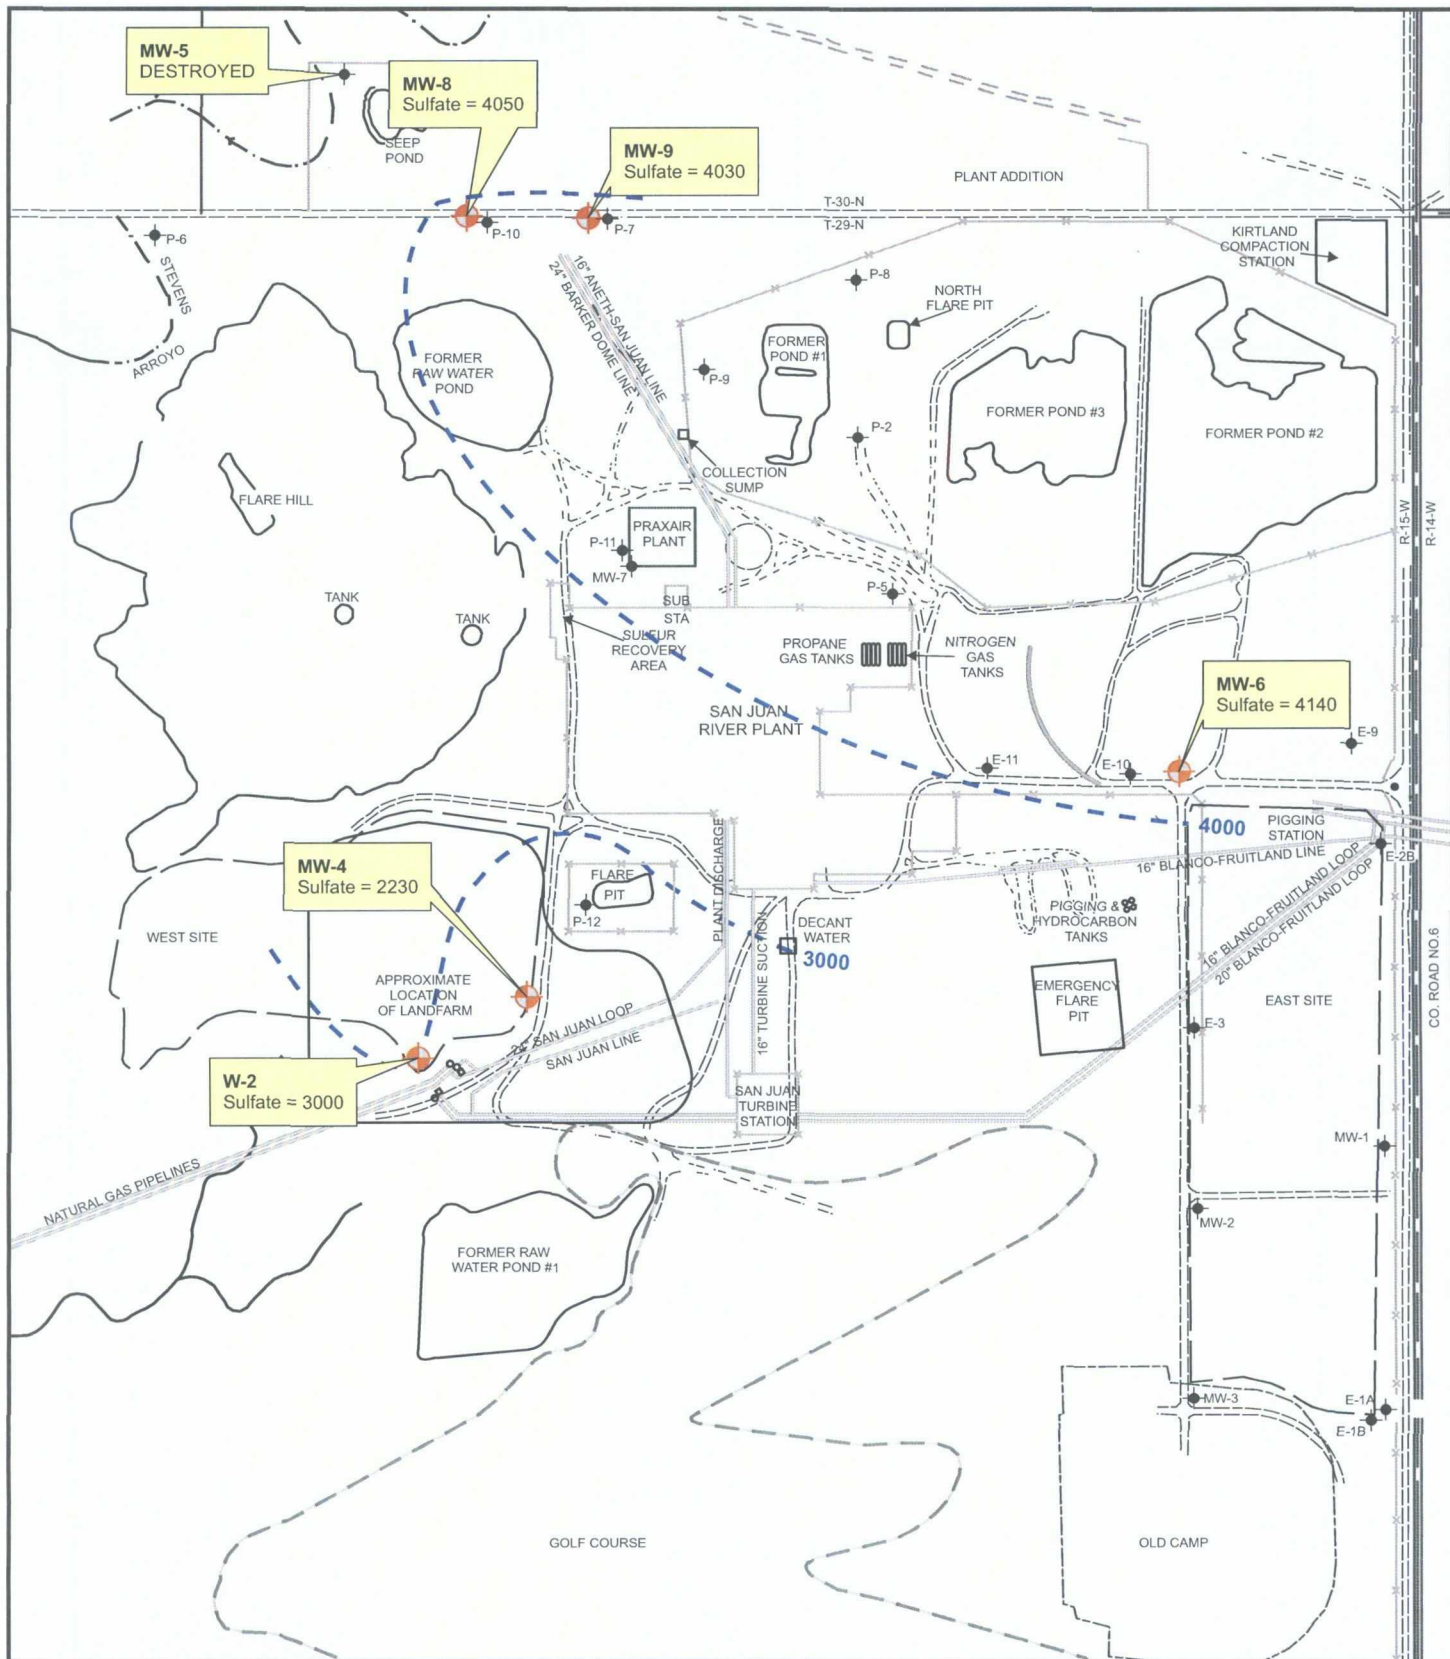 MW-5
DESTROYED
MW-8
Sulfate = 4050
SEEP
POND
MW-9
Sulfate = 4030
PLANT ADDITION
T-30-N
T-29-N
P-6
P-10
P-7
KIRTLAND
COMPACTION
STATION
STEVENS
ARROYO
16" ANETH-SAN JUAN LINE
24" BARKER DOME LINE
P-8
NORTH
FLARE PIT
FORMER
RAW WATER
POND
FORMER
POND #1
P-9
FORMER POND #3
FORMER POND #2
P-2
COLLECTION
SUMP
FLARE HILL
PRAXAIR
PLANT
P-11
MW-7
R-15-W
R-14-W
TANK
TANK
SUB
STA
P-5
SULFUR
RECOVERY
AREA
PROPANE
GAS TANKS
NITROGEN
GAS
TANKS
MW-6
Sulfate = 4140
SAN JUAN
RIVER PLANT
E-9
E-11
E-10
4000
PIGGING
STATION
E-2B
16" BLANCO-FRUITLAND LINE
MW-4
Sulfate = 2230
FLARE
PIT
P-12
PLANT DISCHARGE
WEST SITE
DECANT
WATER
3000
PIGGING &
HYDROCARBON
TANKS
16" BLANCO-FRUITLAND LOOP
20" BLANCO-FRUITLAND LOOP
APPROXIMATE
LOCATION
OF LANDFARM
16" TURBINE SUCTION
EMERGENCY
FLARE
PIT
EAST SITE
CO. ROAD NO.6
E-3
24" SAN JUAN LOOP
SAN JUAN LINE
W-2
Sulfate = 3000
SAN JUAN
TURBINE
STATION
MW-1
NATURAL GAS PIPELINES
MW-2
FORMER RAW
WATER POND #1
MW-3
E-1A
E-1B
GOLF COURSE
OLD CAMP